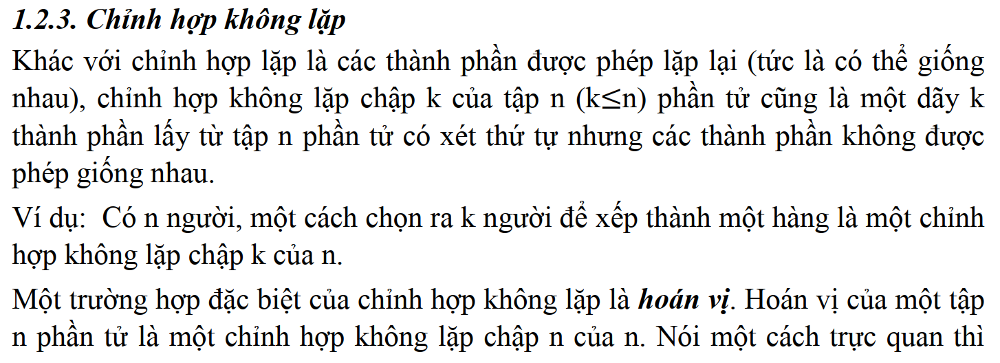 1.2.3. Chỉnh hợp không lặp
Khác với chỉnh hợp lặp là các thành phần được phép lặp lại (tức là có thể giống
nhau), chỉnh hợp không lặp chập k của tập n (k≤n) phần tử cũng là một dãy k
thành phần lấy từ tập n phần tử có xét thứ tự nhưng các thành phần không được
phép giống nhau.
Ví dụ: Có n người, một cách chọn ra k người để xếp thành một hàng là một chỉnh
hợp không lặp chập k của n.
Một trường hợp đặc biệt của chỉnh hợp không lặp là hoán vị. Hoán vị của một tập
n phần tử là một chỉnh hợp không lặp chập n của n. Nói một cách trực quan thì